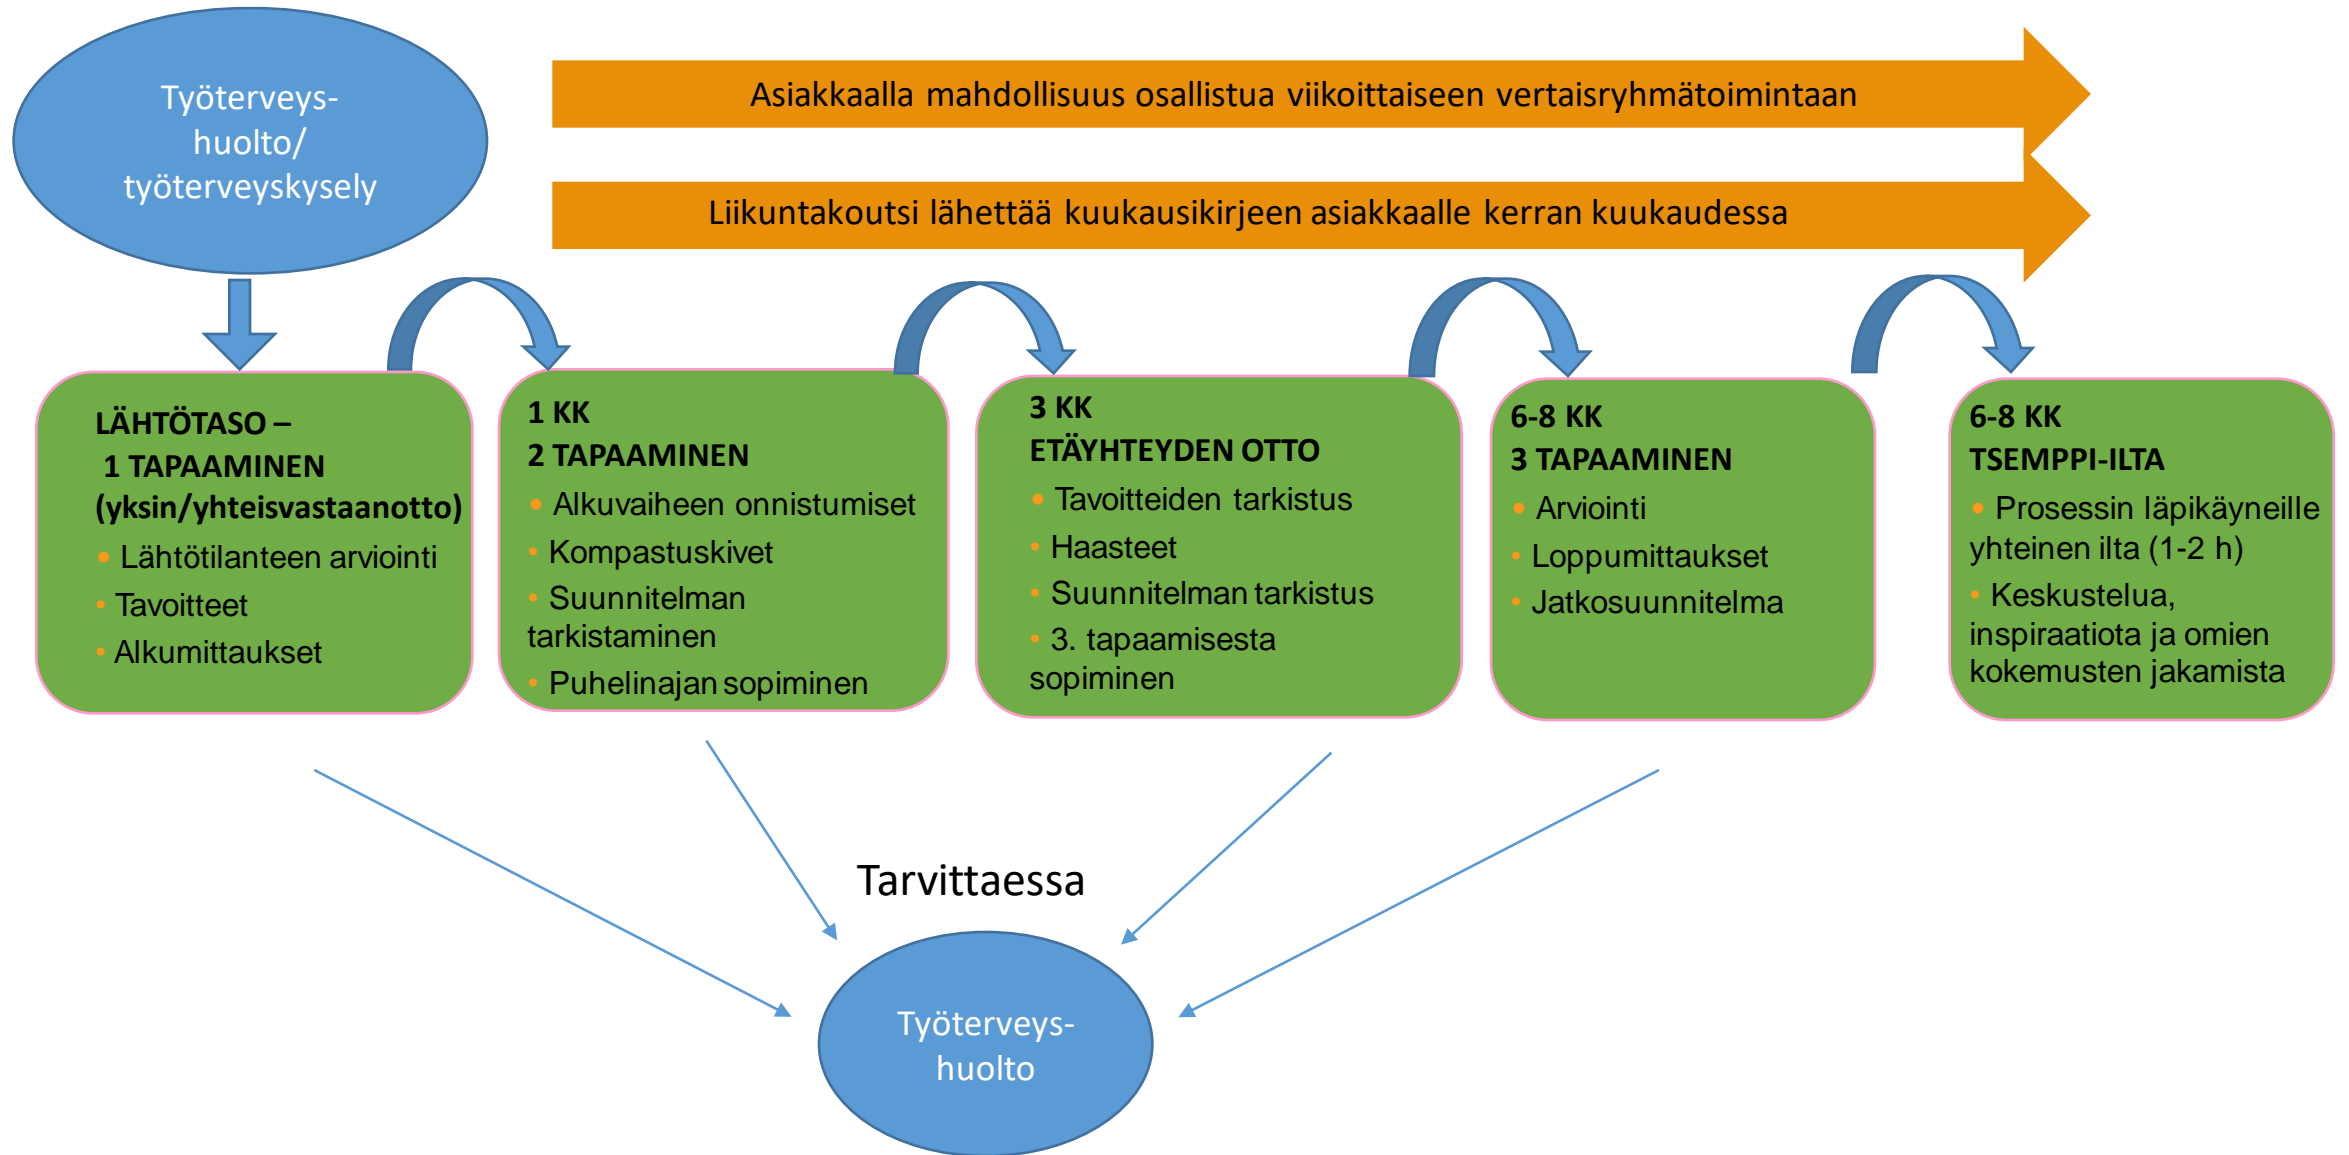 Työterveys-
huolto/
työterveyskysely
Asiakkaalla mahdollisuus osallistua viikoittaiseen vertaisryhmätoimintaan
Liikuntakoutsi lähettää kuukausikirjeen asiakkaalle kerran kuukaudessa
LÄHTÖTASO –
1 TAPAAMINEN
(yksin/yhteisvastaanotto)
• Lähtötilanteen arviointi
• Tavoitteet
• Alkumittaukset
1 KK
2 TAPAAMINEN
• Alkuvaiheen onnistumiset
• Kompastuskivet
• Suunnitelman
tarkistaminen
• Puhelinajan sopiminen
3 KK
ETÄYHTEYDEN OTTO
• Tavoitteiden tarkistus
• Haasteet
• Suunnitelman tarkistus
• 3. tapaamisesta
sopiminen
6-8 KK
3 TAPAAMINEN
• Arviointi
• Loppumittaukset
• Jatkosuunnitelma
6-8 KK
TSEMPPI-ILTA
• Prosessin läpikäyneille
yhteinen ilta (1-2 h)
• Keskustelua,
inspiraatiota ja omien
kokemusten jakamista
Tarvittaessa
Työterveys-
huolto